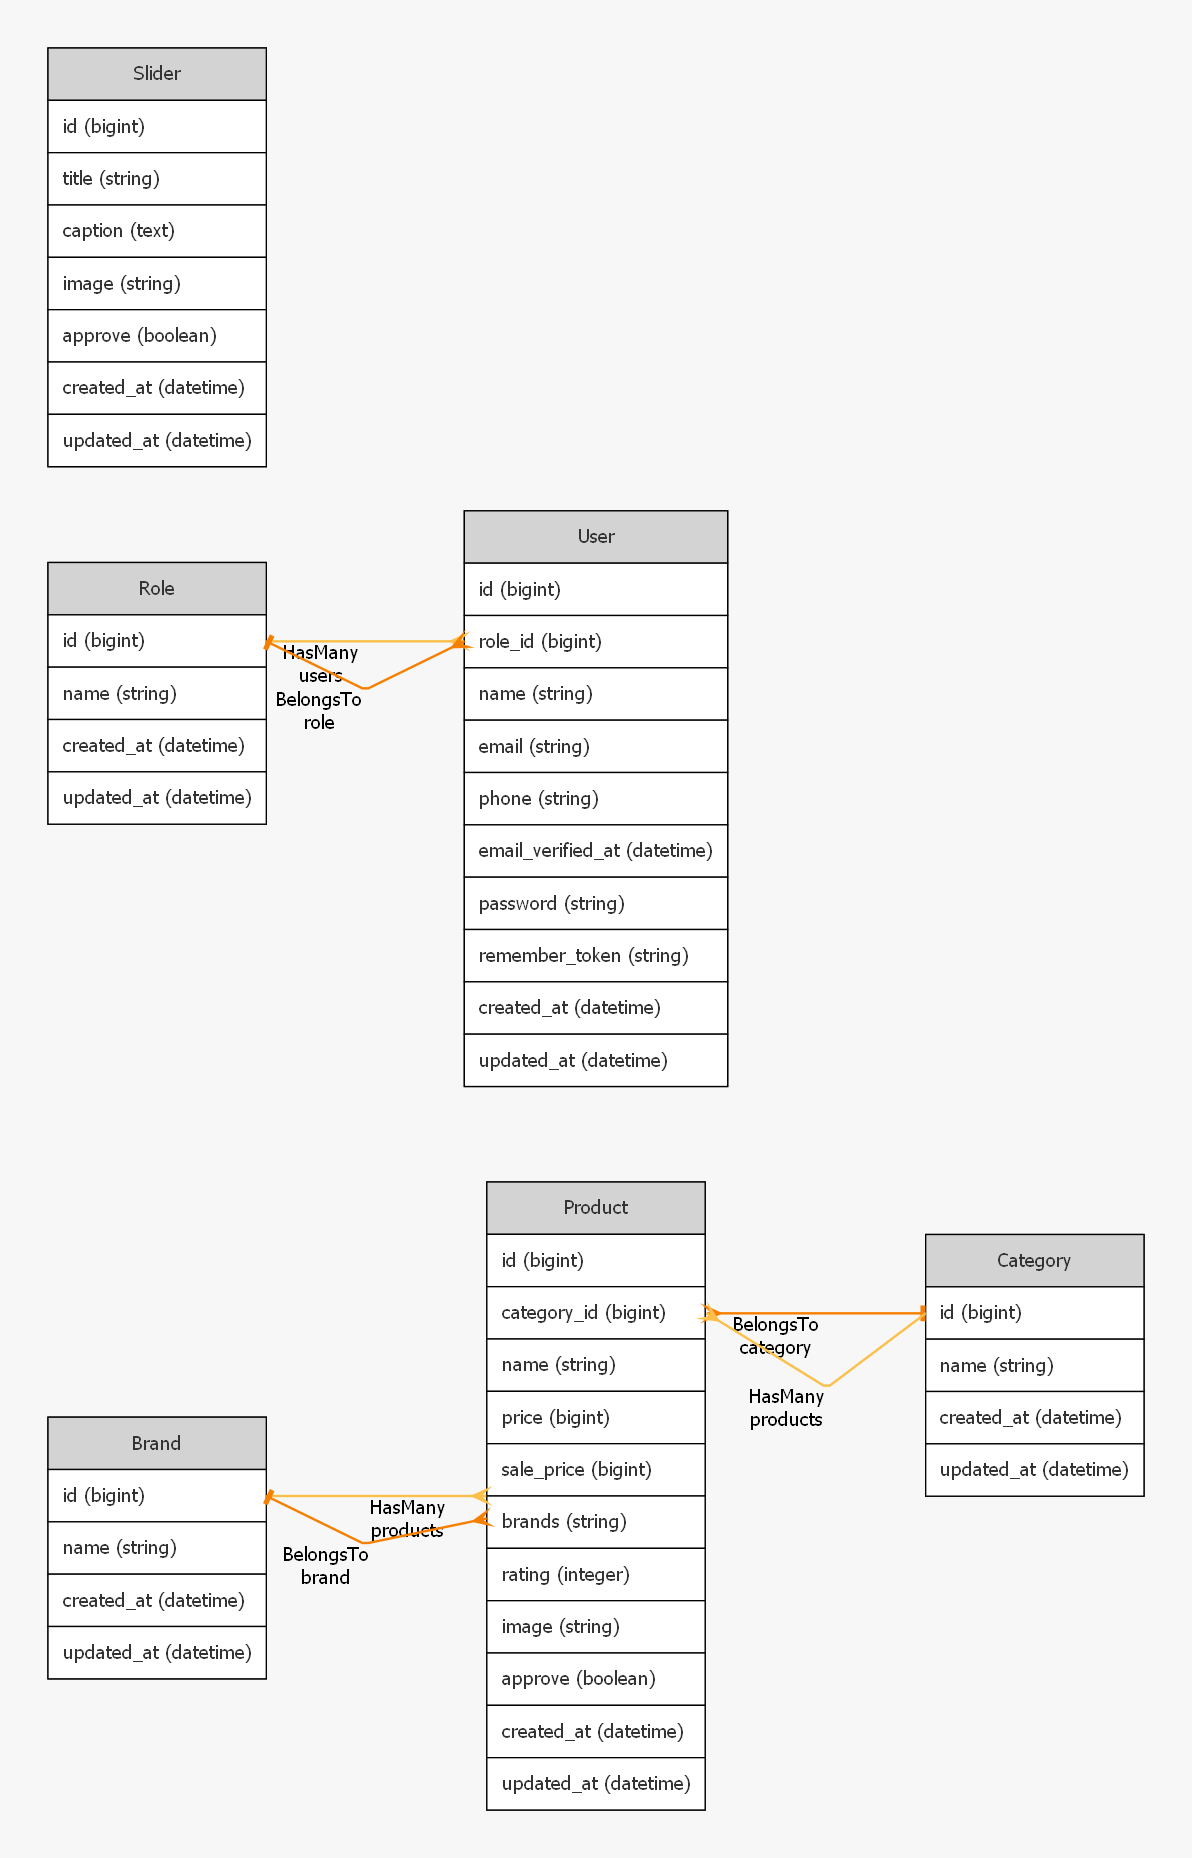 Slider
id (bigint)
title (string)
caption (text)
image (string)
approve (boolean)
created_at (datetime)
updated_at (datetime)
Role
id (bigint)
name (string)
created_at (datetime)
updated_at (datetime)
HasMany
users
BelongsTo
role
User
id (bigint)
role_id (bigint)
name (string)
email (string)
phone (string)
email_verified_at (datetime)
password (string)
remember_token (string)
created_at (datetime)
updated_at (datetime)
Product
id (bigint)
category_id (bigint)
name (string)
price (bigint)
sale_price (bigint)
brands (string)
rating (integer)
image (string)
approve (boolean)
created_at (datetime)
updated_at (datetime)
BelongsTo
category
HasMany
products
Category
id (bigint)
name (string)
created_at (datetime)
updated_at (datetime)
Brand
id (bigint)
name (string)
created_at (datetime)
updated_at (datetime)
HasMany
products
BelongsTo
brand